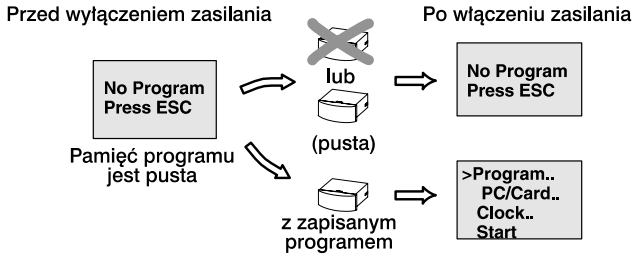 Przed wyłączeniem zasilania
Po włączeniu zasilania
No Program
Press ESC
Pamięć programu
jest pusta
lub
(pusta)
z zapisanym
programem
No Program
Press ESC
>Program..
PC/Card..
Clock..
Start